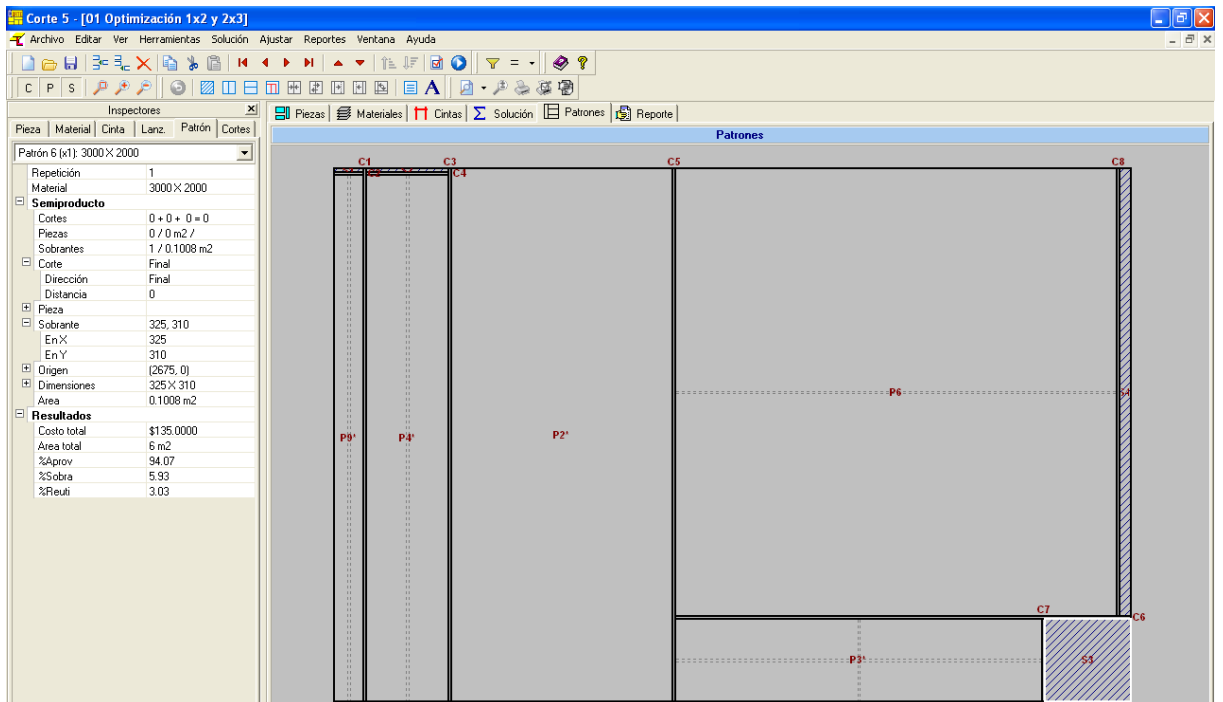 Corte 5 - [01 Optimización 1x2 y 2x3]
Archivo Editar Ver Herramientas Solución Ajustar Reportes Ventana Ayuda
C P S
Inspectores
Pieza Material Cinta Lanz. Patrón Cortes
Piezas Materiales Cintas Solución Patrones Reporte
Patrones
Patrón 6 (x1): 3000 X 2000
Repetición 1
Material 3000 X 2000
Semiproducto
Cortes 0 + 0 + 0 = 0
Piezas 0 / 0 m2 /
Sobrantes 1 / 0.1008 m2
Corte Final
Dirección Final
Distancia 0
Pieza
Sobrante 325, 310
En X 325
En Y 310
Origen (2675, 0)
Dimensiones 325 X 310
Area 0.1008 m2
Resultados
Costo total $135.0000
Area total 6 m2
%Aprov 94.07
%Sobra 5.93
%Reuti 3.03
C1 C3 C5 C8
C2 C4
P6 S4
P9* P4* P2*
C7 C6
P3* S3